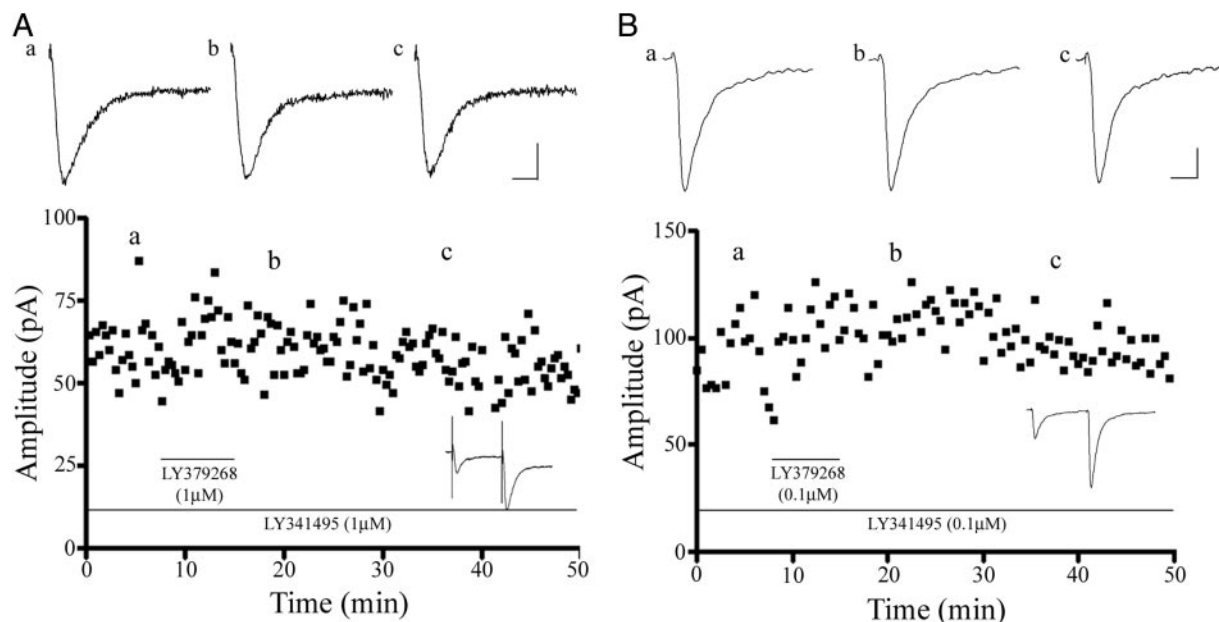 A
a b c
100
75
50
25
0
Amplitude (pA)
a
b
c
LY379268
(1μM)
LY341495 (1μM)
0 10 20 30 40 50
Time (min)
B
a b c
150
100
50
0
Amplitude (pA)
a
b
c
LY379268
(0.1μM)
LY341495 (0.1μM)
0 10 20 30 40 50
Time (min)